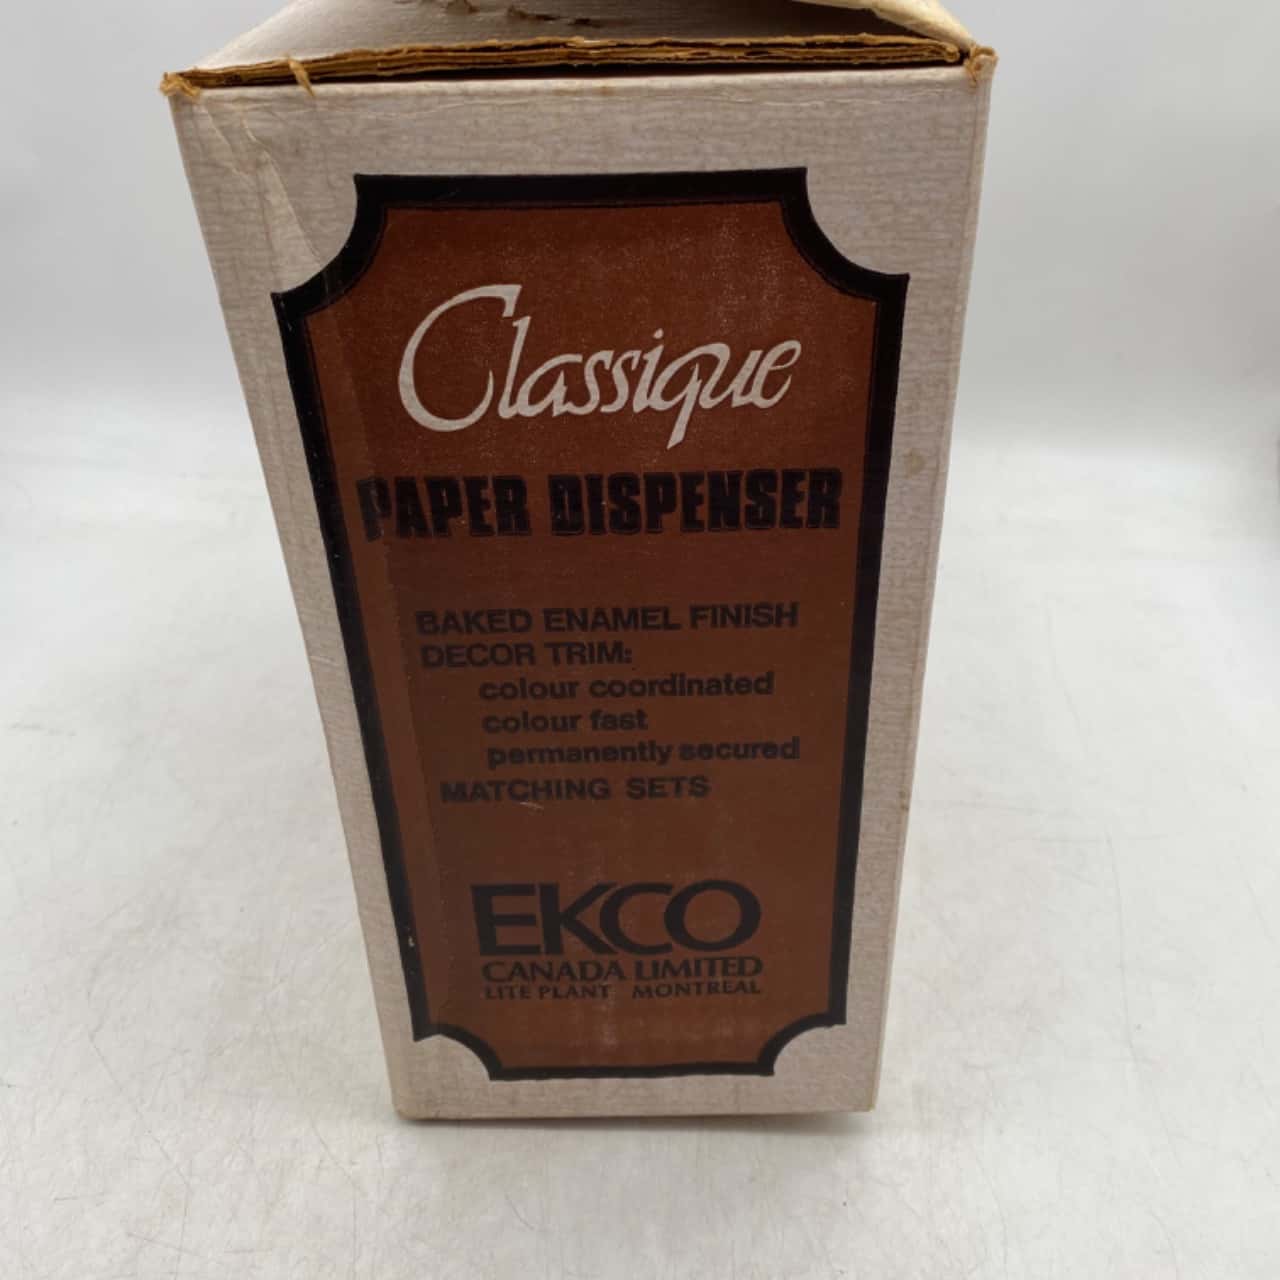 Classique
PAPER DISPENSER
BAKED ENAMEL FINISH
DECOR TRIM:
colour coordinated
colour fast
permanently secured
MATCHING SETS
EKCO
CANADA LIMITED
LITE PLANT MONTREAL